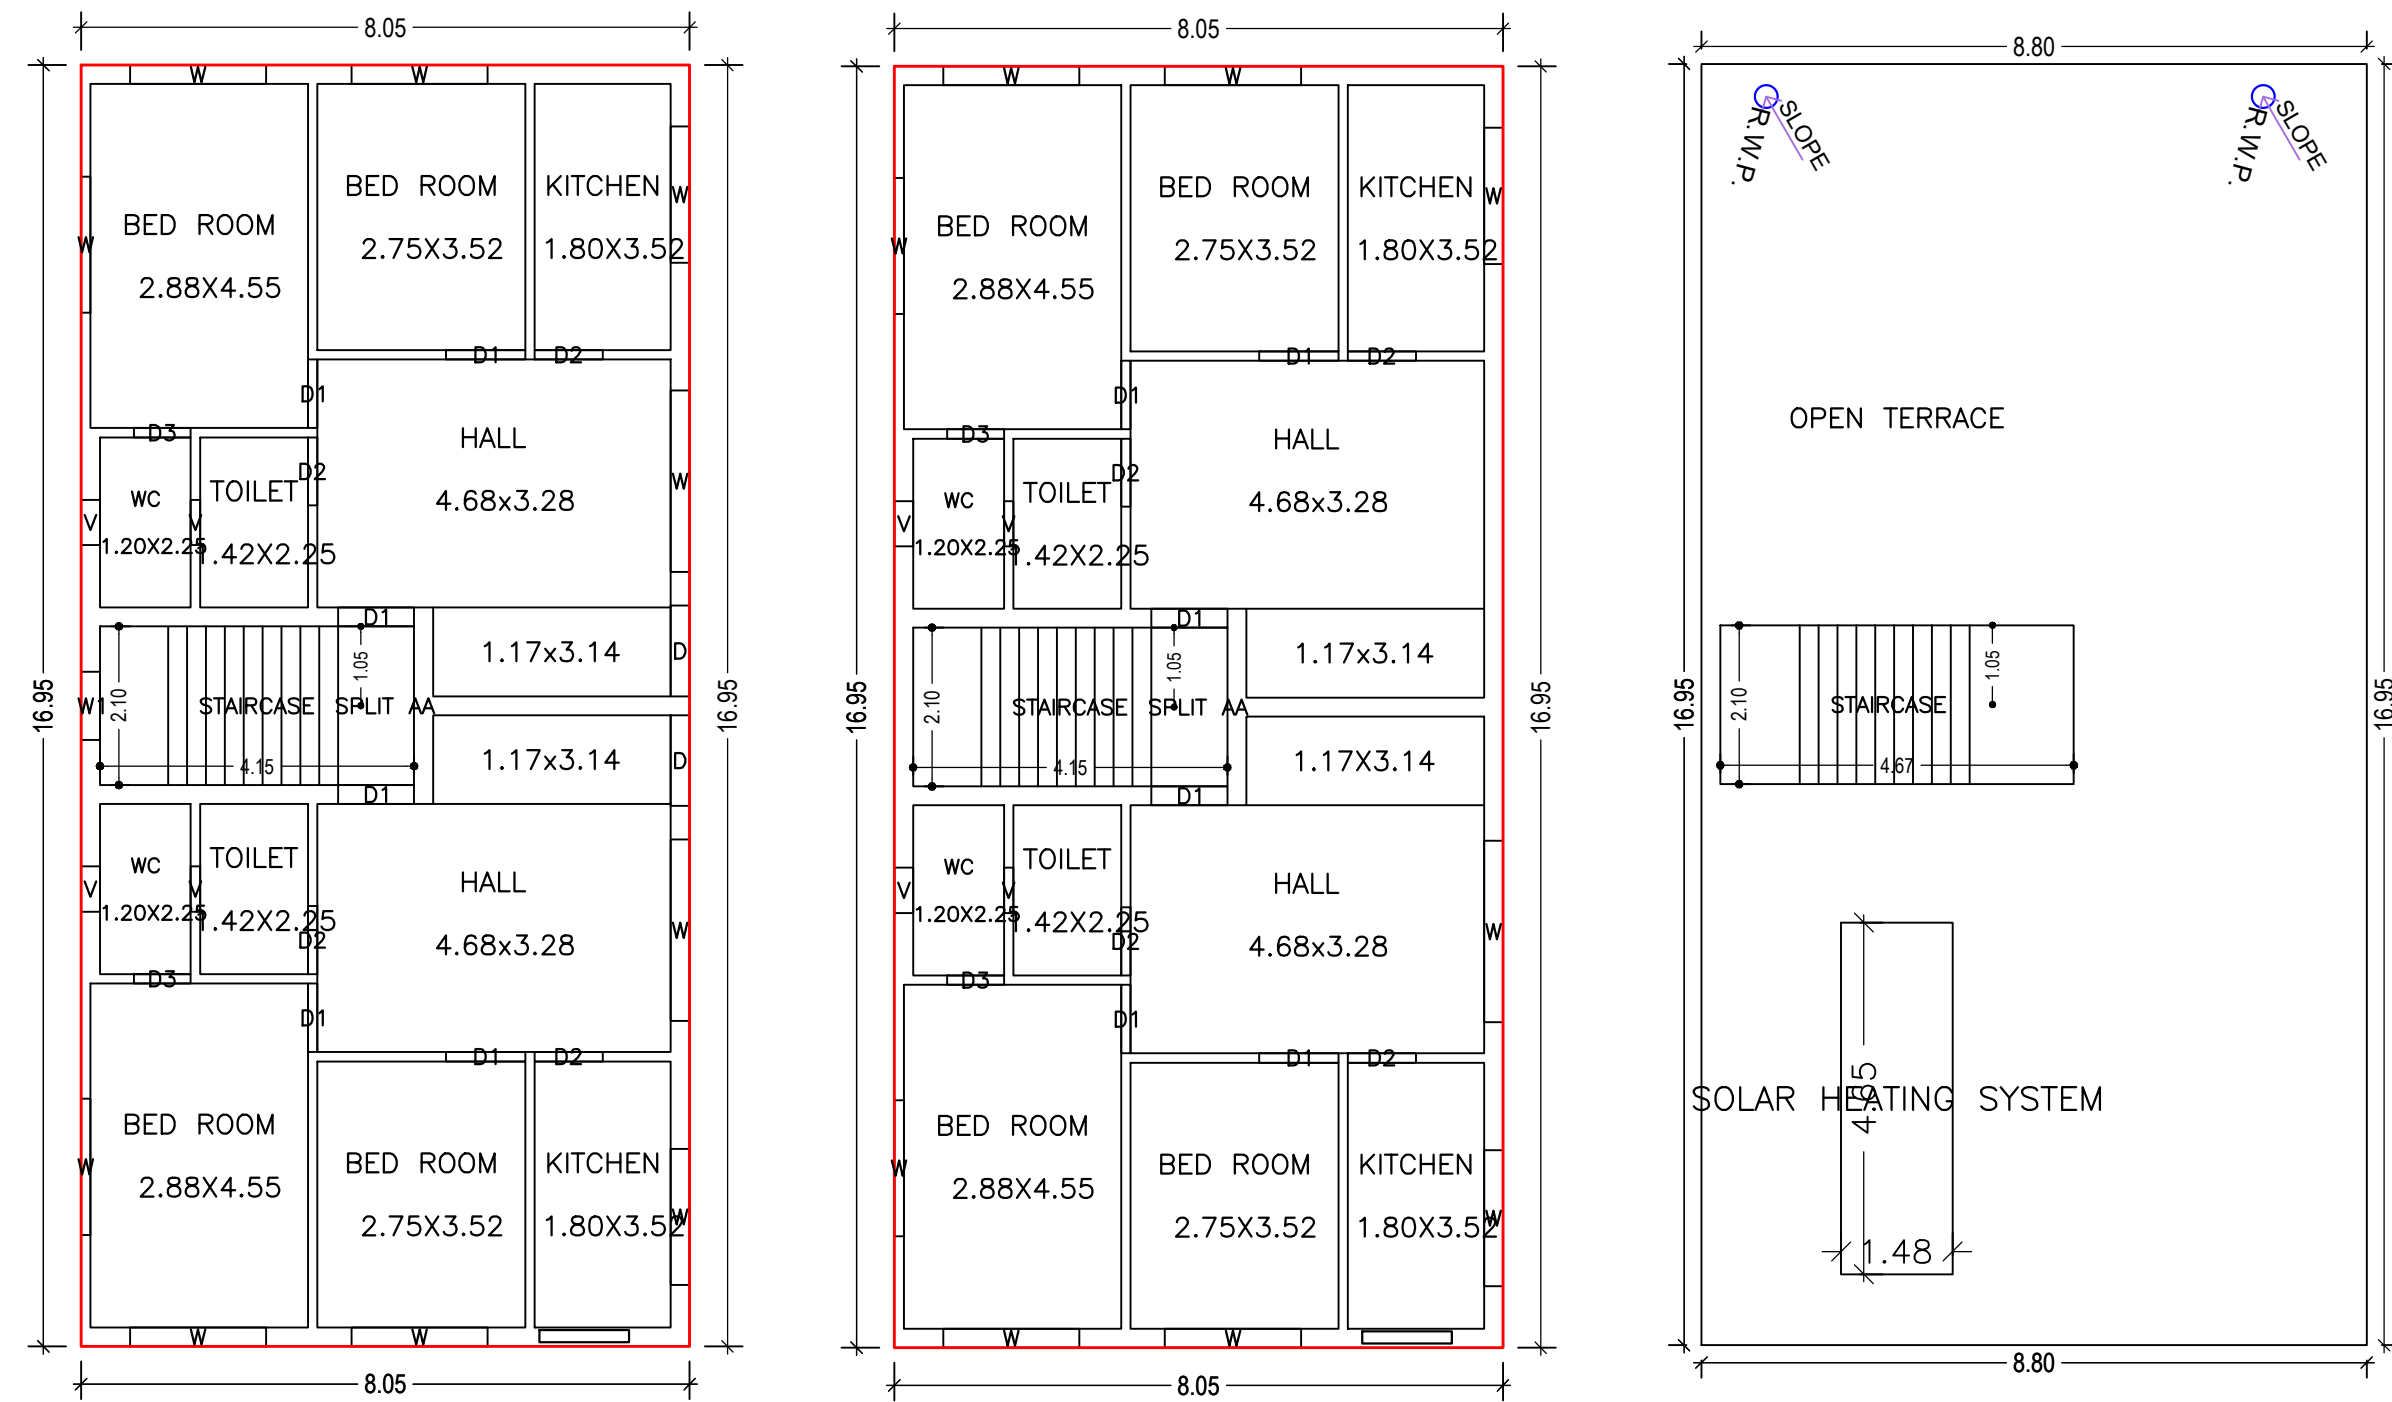 8.05
W W
16.95
16.95
BED ROOM
2.88X4.55
BED ROOM
2.75X3.52
KITCHEN
1.80X3.52
W
W
D1
D2
D1
D3
D2
HALL
4.68x3.28
W
WC
1.20X2.25
TOILET
1.42X2.25
V
V
D1
1.17x3.14
D
1.05
W1
2.10
STAIRCASE SPLIT AA
4.15
1.17x3.14
D
D1
WC
1.20X2.25
TOILET
1.42X2.25
V
V
HALL
4.68x3.28
W
D2
D3
D1
D1
D2
BED ROOM
2.88X4.55
BED ROOM
2.75X3.52
KITCHEN
1.80X3.52
W
W
W W
8.05
8.05
W W
16.95
16.95
BED ROOM
2.88X4.55
BED ROOM
2.75X3.52
KITCHEN
1.80X3.52
W
W
D1
D2
D1
D3
D2
HALL
4.68x3.28
WC
1.20X2.25
TOILET
1.42X2.25
V
V
D1
1.17x3.14
1.05
2.10
STAIRCASE SPLIT AA
4.15
1.17X3.14
D1
WC
1.20X2.25
TOILET
1.42X2.25
V
V
HALL
4.68x3.28
W
D2
D3
D1
D1
D2
BED ROOM
2.88X4.55
BED ROOM
2.75X3.52
KITCHEN
1.80X3.52
W
W
W W
8.05
8.80
SLOPE
R.W.P.
SLOPE
R.W.P.
OPEN TERRACE
16.95
16.95
1.05
2.10
STAIRCASE
4.67
4.65
SOLAR HEATING SYSTEM
1.48
8.80